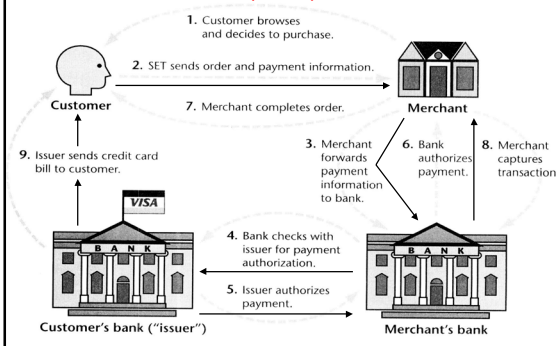 1. Customer browses
and decides to purchase.
2. SET sends order and payment information.
Customer
Merchant
7. Merchant completes order.
3. Merchant
forwards
payment
information
to bank.
6. Bank
authorizes
payment.
8. Merchant
captures
transaction
9. Issuer sends credit card
bill to customer.
VISA
BANK
4. Bank checks with
issuer for payment
authorization.
BANK
5. Issuer authorizes
payment.
Customer's bank ("issuer")
Merchant's bank